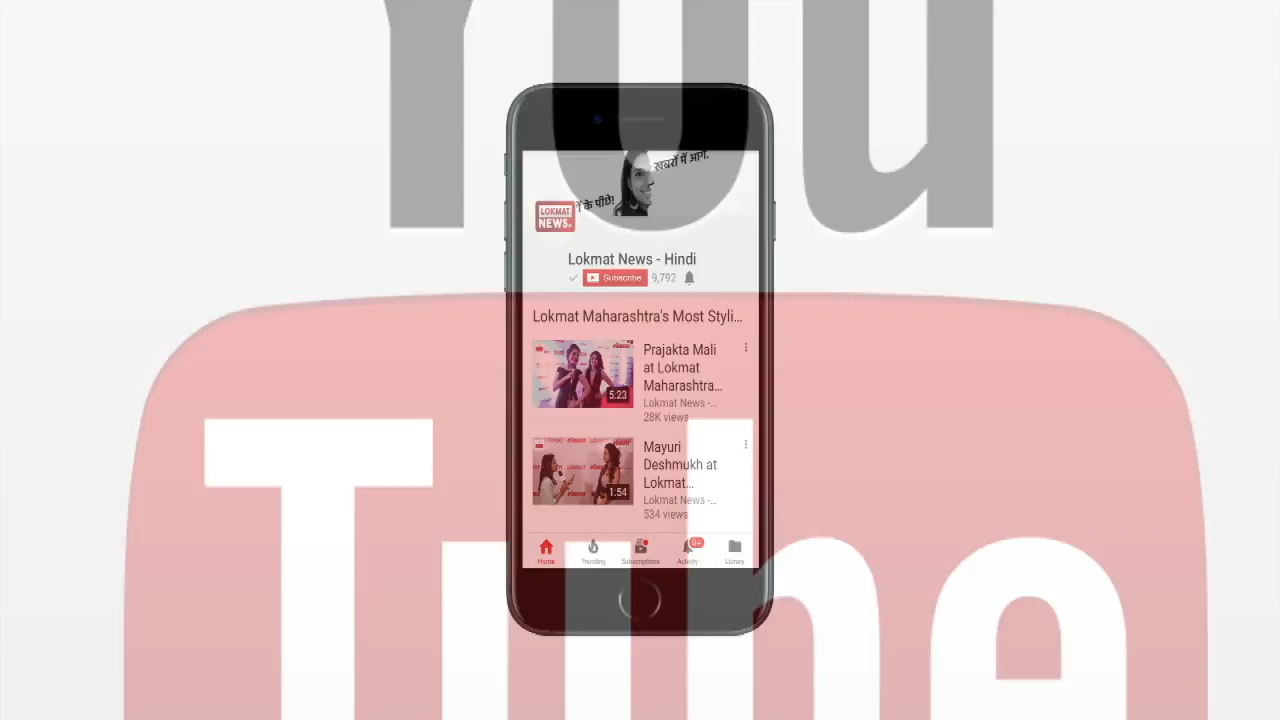 You
Tube
खबरों में आगे,
के पीछे!
LOKMAT
NEWS
Lokmat News - Hindi
Subscribe 9,792
Lokmat Maharashtra's Most Styli...
Prajakta Mali
at Lokmat
Maharashtra...
5:23
Lokmat News -...
28K views
Mayuri
Deshmukh at
Lokmat...
1:54
Lokmat News -...
534 views
9+
Home Trending Subscriptions Activity Library